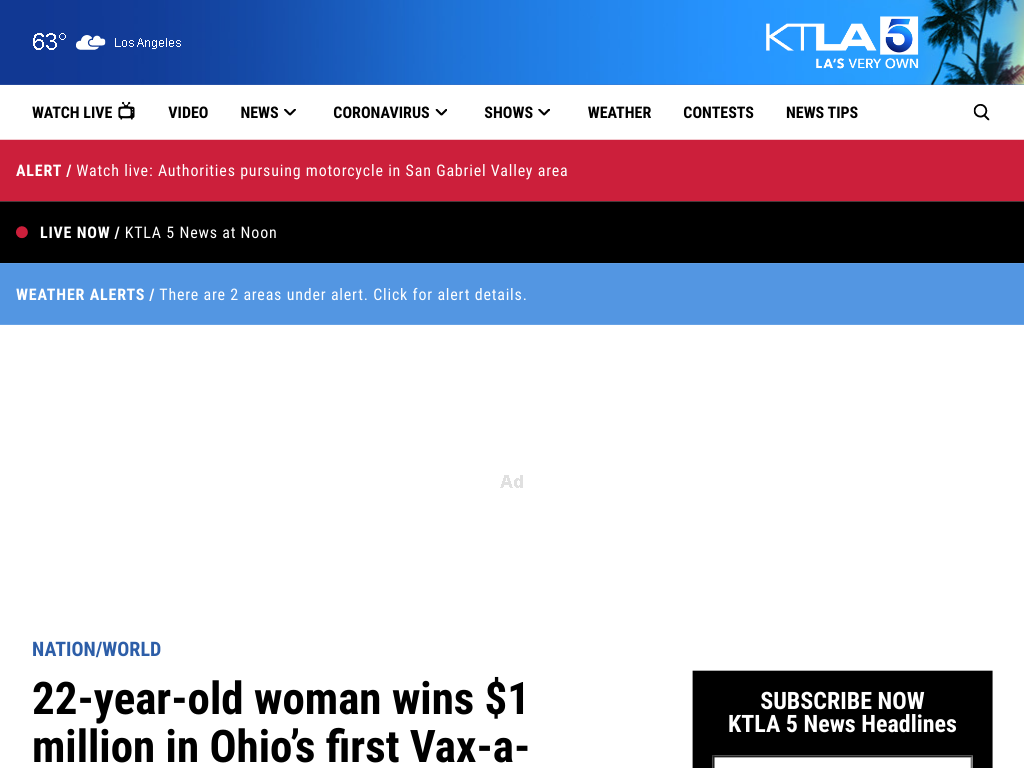 63° Los Angeles
KTLA 5
LA'S VERY OWN
WATCH LIVE VIDEO NEWS CORONAVIRUS SHOWS WEATHER CONTESTS NEWS TIPS
ALERT / Watch live: Authorities pursuing motorcycle in San Gabriel Valley area
LIVE NOW / KTLA 5 News at Noon
WEATHER ALERTS / There are 2 areas under alert. Click for alert details.
Ad
NATION/WORLD
22-year-old woman wins $1
million in Ohio’s first Vax-a-
SUBSCRIBE NOW
KTLA 5 News Headlines